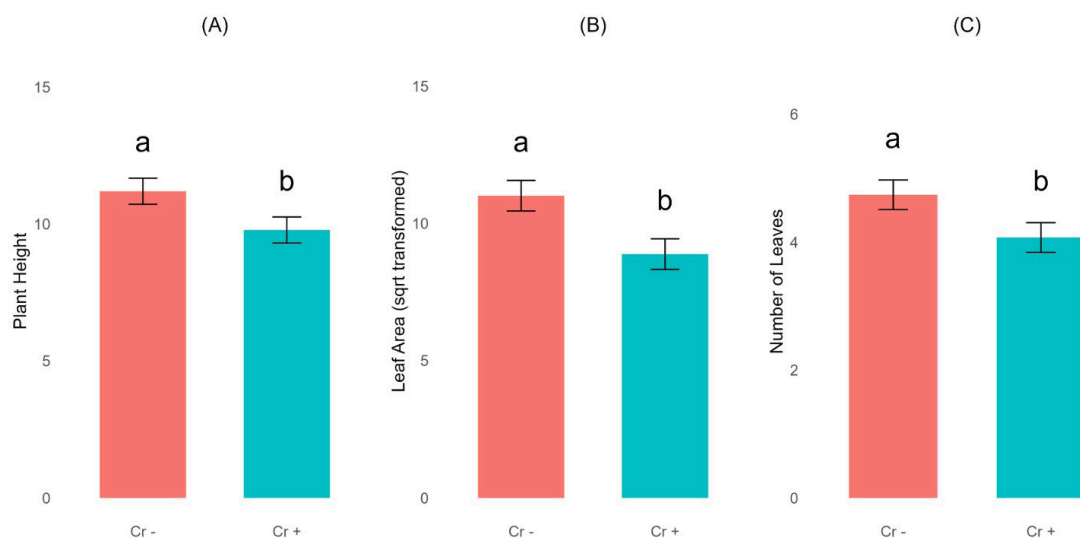 (A)
Plant Height
15
10
5
0
a
b
Cr -
Cr +
(B)
Leaf Area (sqrt transformed)
15
10
5
0
a
b
Cr -
Cr +
(C)
Number of Leaves
6
4
2
0
a
b
Cr -
Cr +